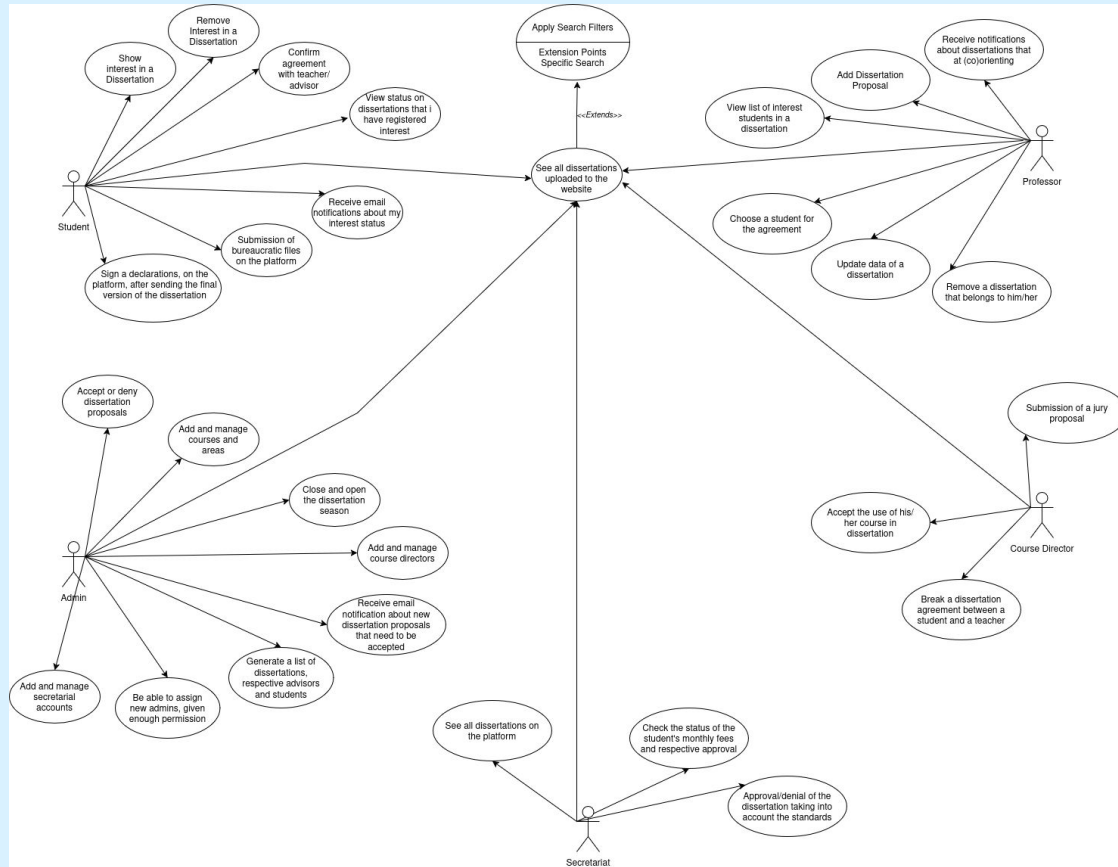 Apply Search Filters
Extension Points
Specific Search
<<Extends>>
See all dissertations
uploaded to the
website
Remove
Interest in a
Dissertation
Show
interest in a
Dissertation
Confirm
agreement
with teacher/
advisor
View status on
dissertations that i
have registered
interest
Receive email
notifications about my
interest status
Submission of
bureaucratic files
on the platform
Sign a declarations, on the
platform, after sending the final
version of the dissertation
Student
Receive notifications
about dissertations that
at (co)orienting
Add Dissertation
Proposal
View list of interest
students in a
dissertation
Choose a student for
the agreement
Update data of a
dissertation
Remove a dissertation
that belongs to him/her
Professor
Accept or deny
dissertation
proposals
Add and manage
courses and
areas
Close and open
the dissertation
season
Add and manage
course directors
Receive email
notification about new
dissertation proposals
that need to be
accepted
Generate a list of
dissertations,
respective advisors
and students
Be able to assign
new admins, given
enough permission
Add and manage
secretarial
accounts
Admin
Submission of a jury
proposal
Accept the use of his/
her course in
dissertation
Break a dissertation
agreement between a
student and a teacher
Course Director
See all dissertations on
the platform
Check the status of the
student's monthly fees
and respective approval
Approval/denial of the
dissertation taking into
account the standards
Secretariat